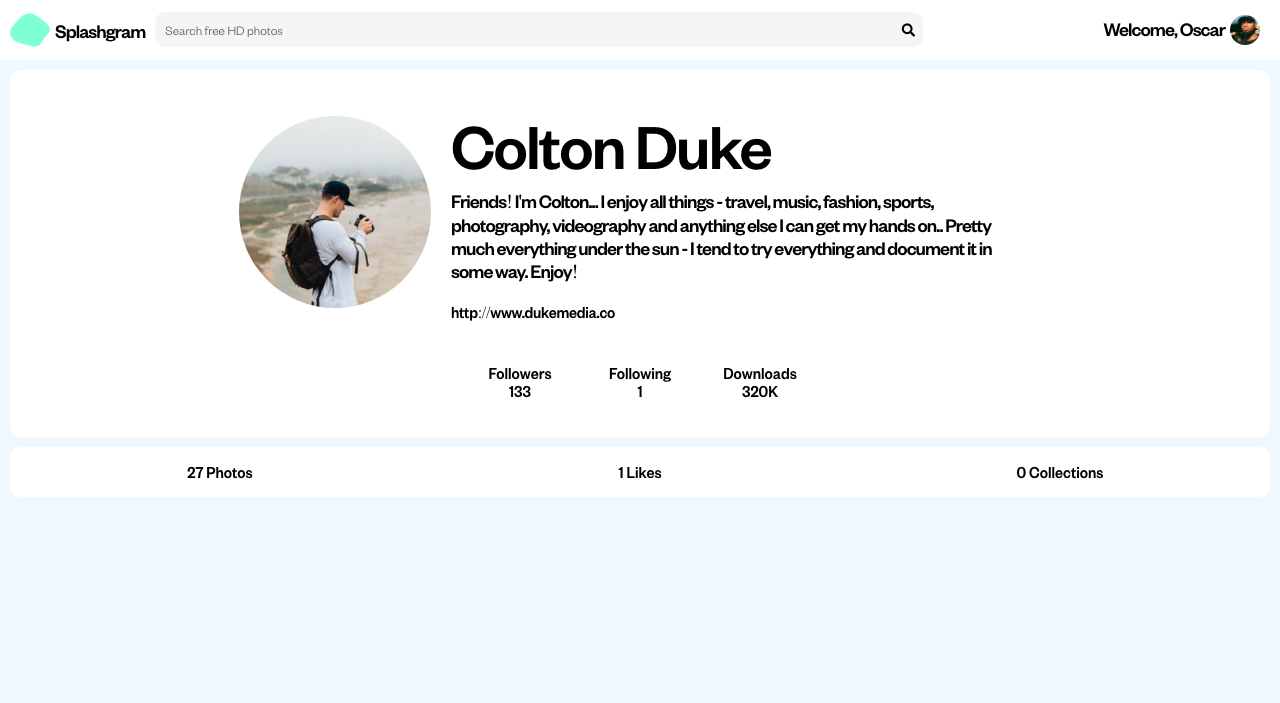 Splashgram
Search free HD photos
Welcome, Oscar
Colton Duke
Friends! I'm Colton... I enjoy all things - travel, music, fashion, sports,
photography, videography and anything else I can get my hands on... Pretty
much everything under the sun - I tend to try everything and document it in
some way. Enjoy!
http://www.dukemedia.co
Followers
133
Following
1
Downloads
320K
27 Photos
1 Likes
0 Collections